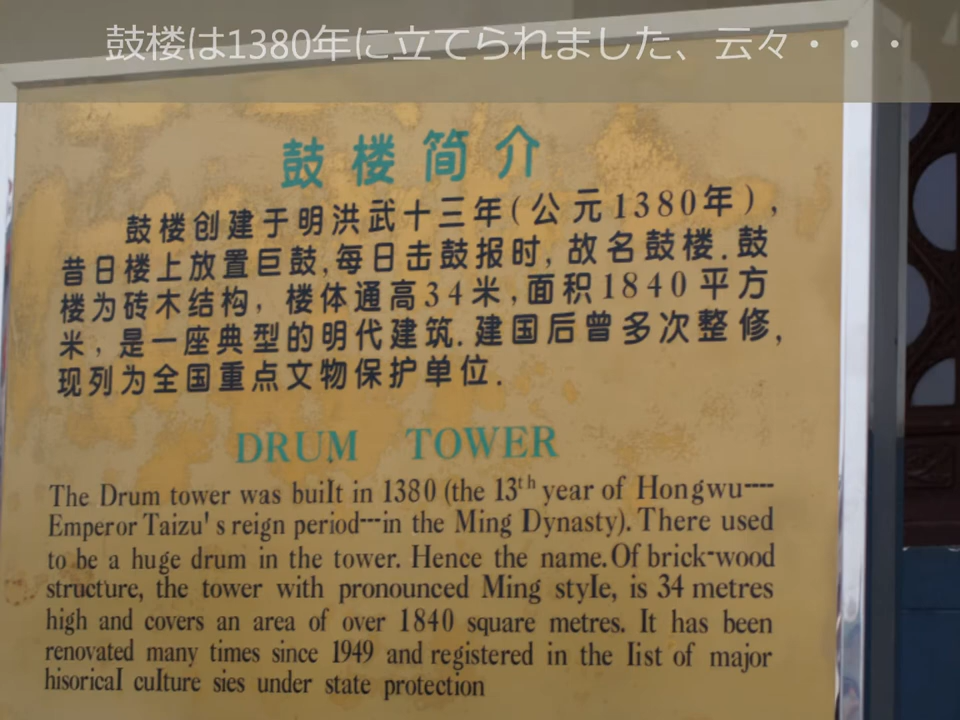 鼓楼は1380年に立てられました、云々・・・
鼓楼简介
鼓楼创建于明洪武十三年(公元1380年),
昔日楼上放置巨鼓,每日击鼓报时,故名鼓楼.鼓
楼为砖木结构,楼体通高34米,面积1840平方
米,是一座典型的明代建筑.建国后曾多次整修,
现列为全国重点文物保护单位.
DRUM TOWER
The Drum tower was built in 1380 (the 13th year of Hongwu----
Emperor Taizu's reign period---in the Ming Dynasty). There used
to be a huge drum in the tower. Hence the name.Of brick-wood
structure, the tower with pronounced Ming style, is 34 metres
high and covers an area of over 1840 square metres. It has been
renovated many times since 1949 and registered in the list of major
hisorical culture sies under state protection